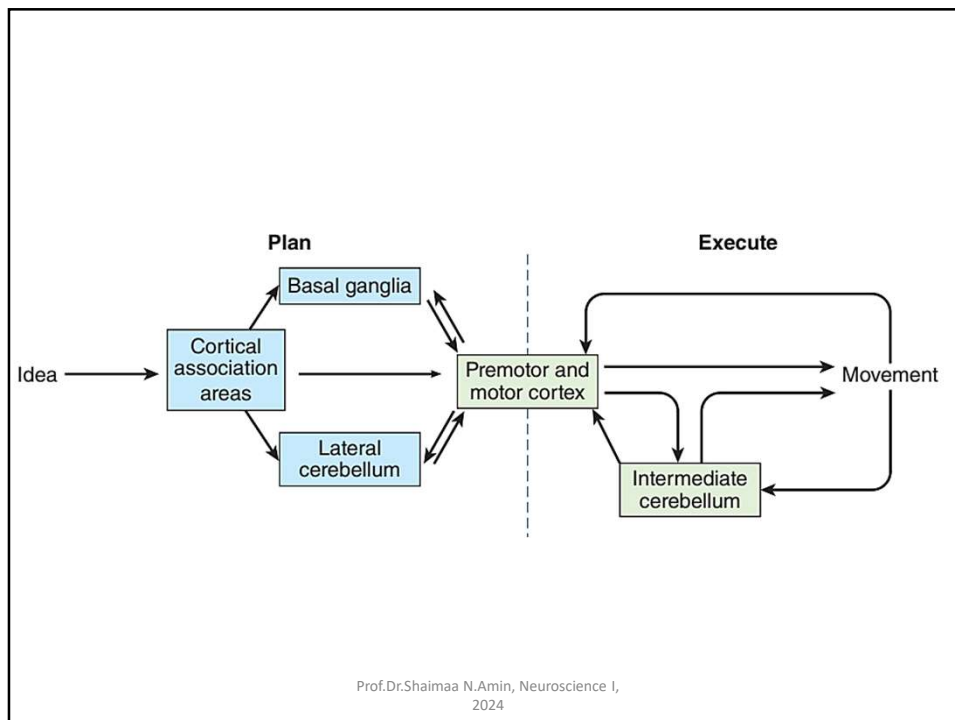 Plan
Execute
Basal ganglia
Idea
Cortical
association
areas
Premotor and
motor cortex
Movement
Lateral
cerebellum
Intermediate
cerebellum
Prof.Dr.Shaimaa N.Amin, Neuroscience I,
2024